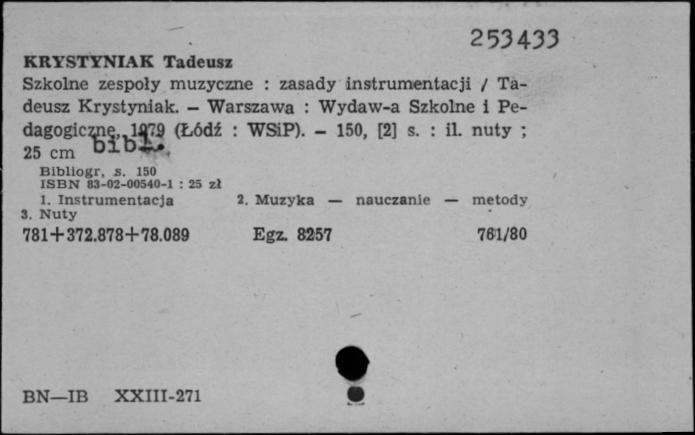 253433
KRYSTYNIAK Tadeusz
Szkolne zespoły muzyczne : zasady instrumentacji / Ta-
deusz Krystyniak. — Warszawa : Wydaw-a Szkolne i Pe-
dagogiczne, 1979 (Łódź : WSiP). — 150, [2] s. : il. nuty ;
25 cm bibl.
Bibliogr, s. 150
ISBN 83-02-00540-1 : 25 zł
1. Instrumentacja 2. Muzyka — nauczanie — metody
3. Nuty
781+372.878+78.089 Egz. 8257 761/80
BN—IB XXIII-271